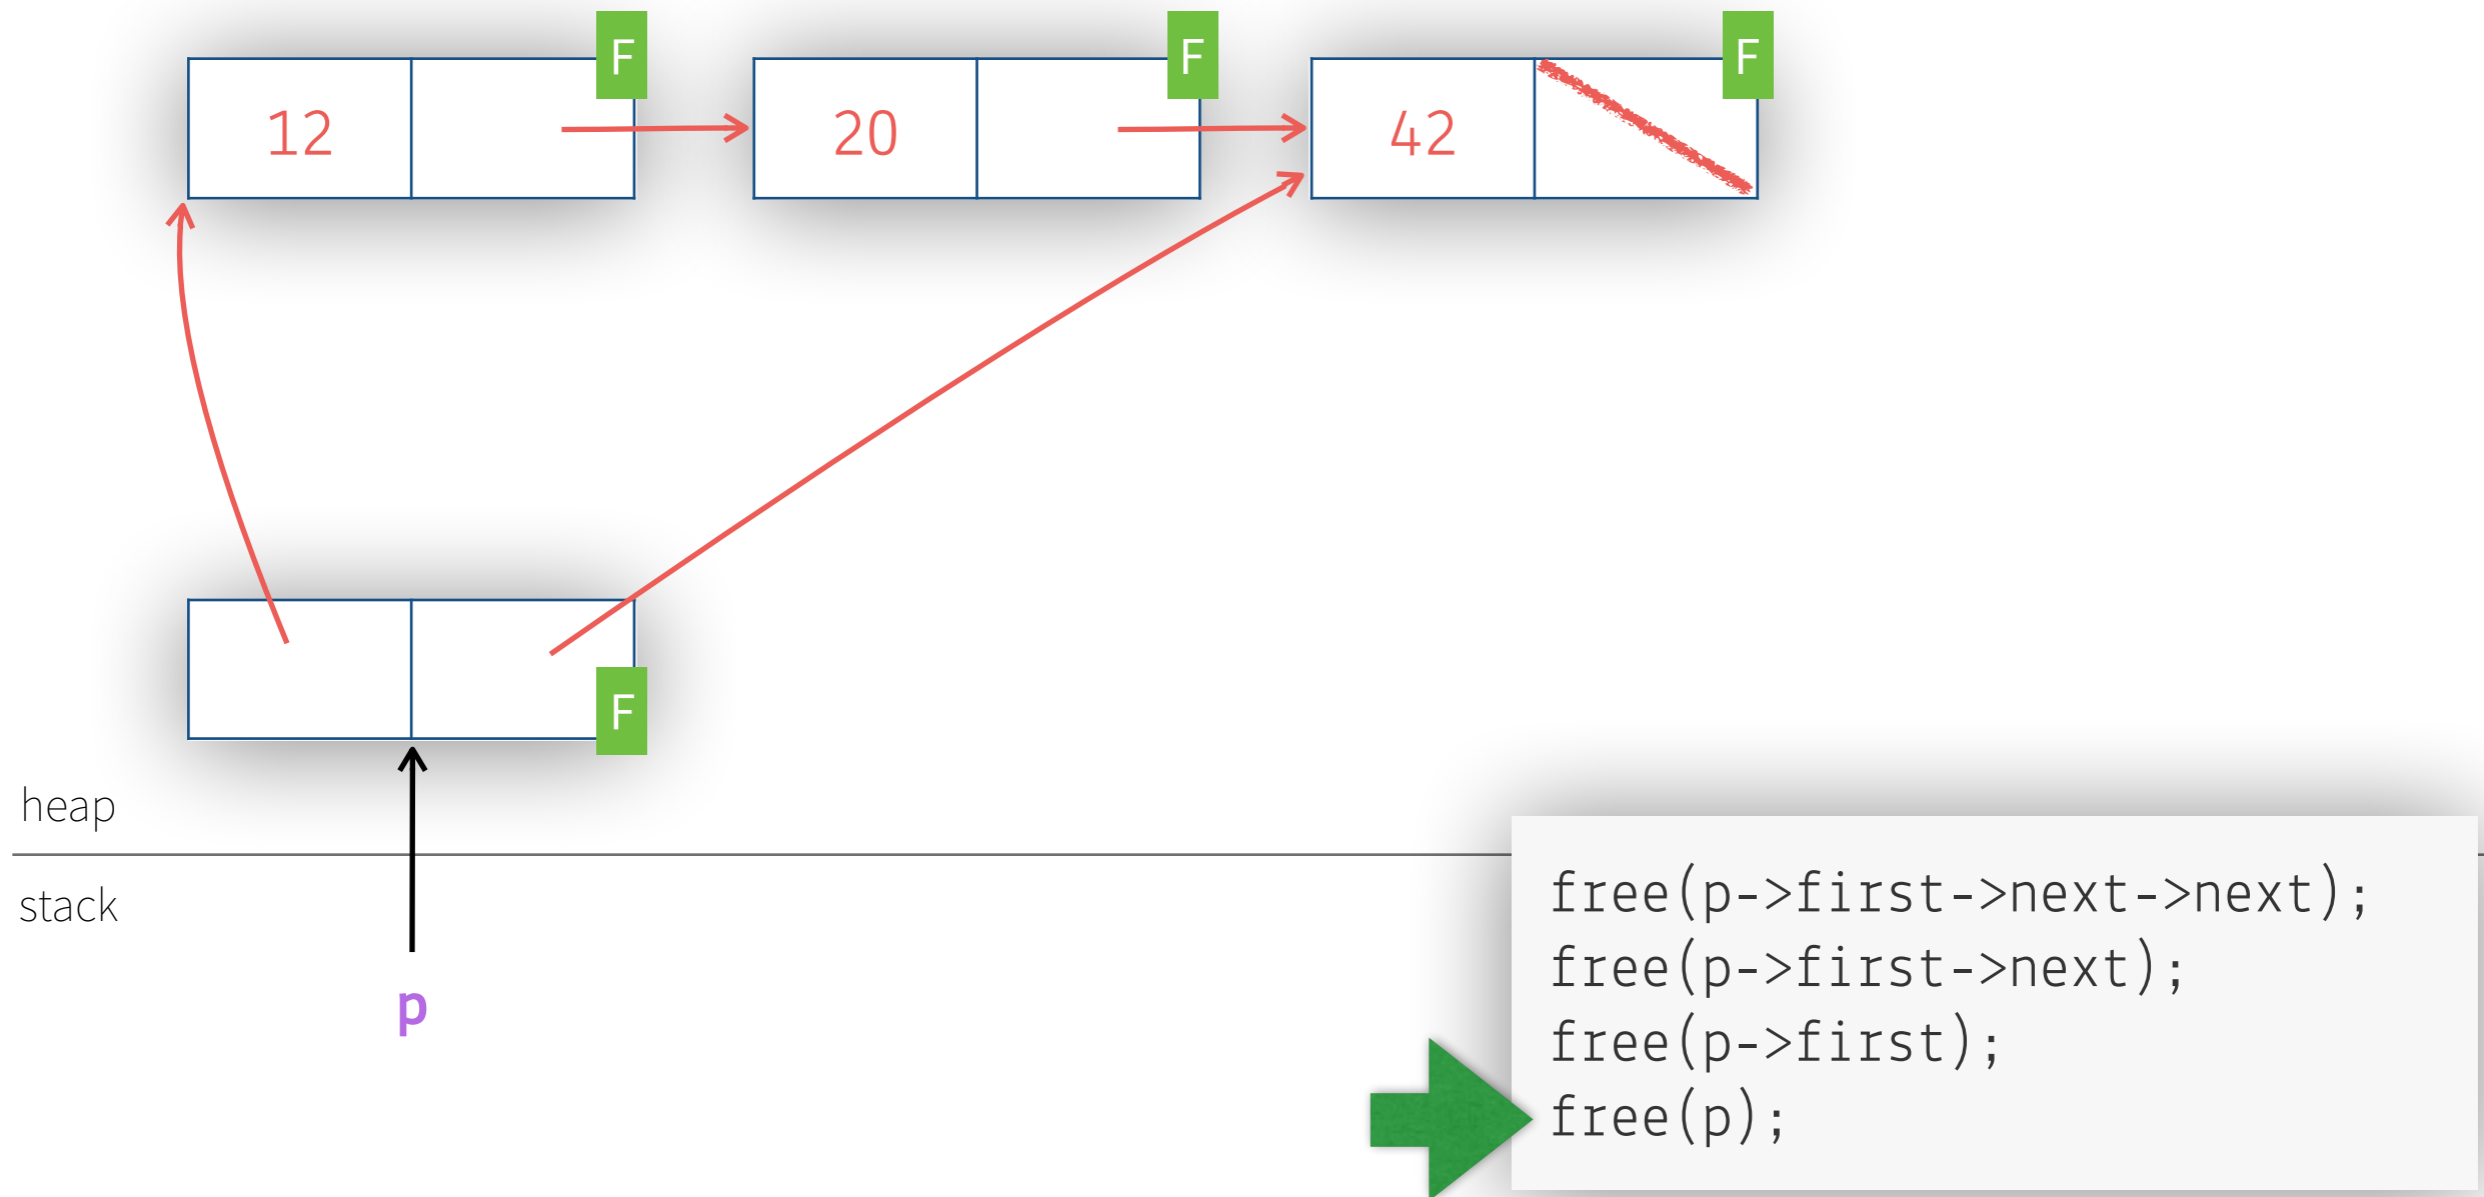 F F F
12 20 42
F
heap
stack
p
free(p->first->next->next);
free(p->first->next);
free(p->first);
free(p);